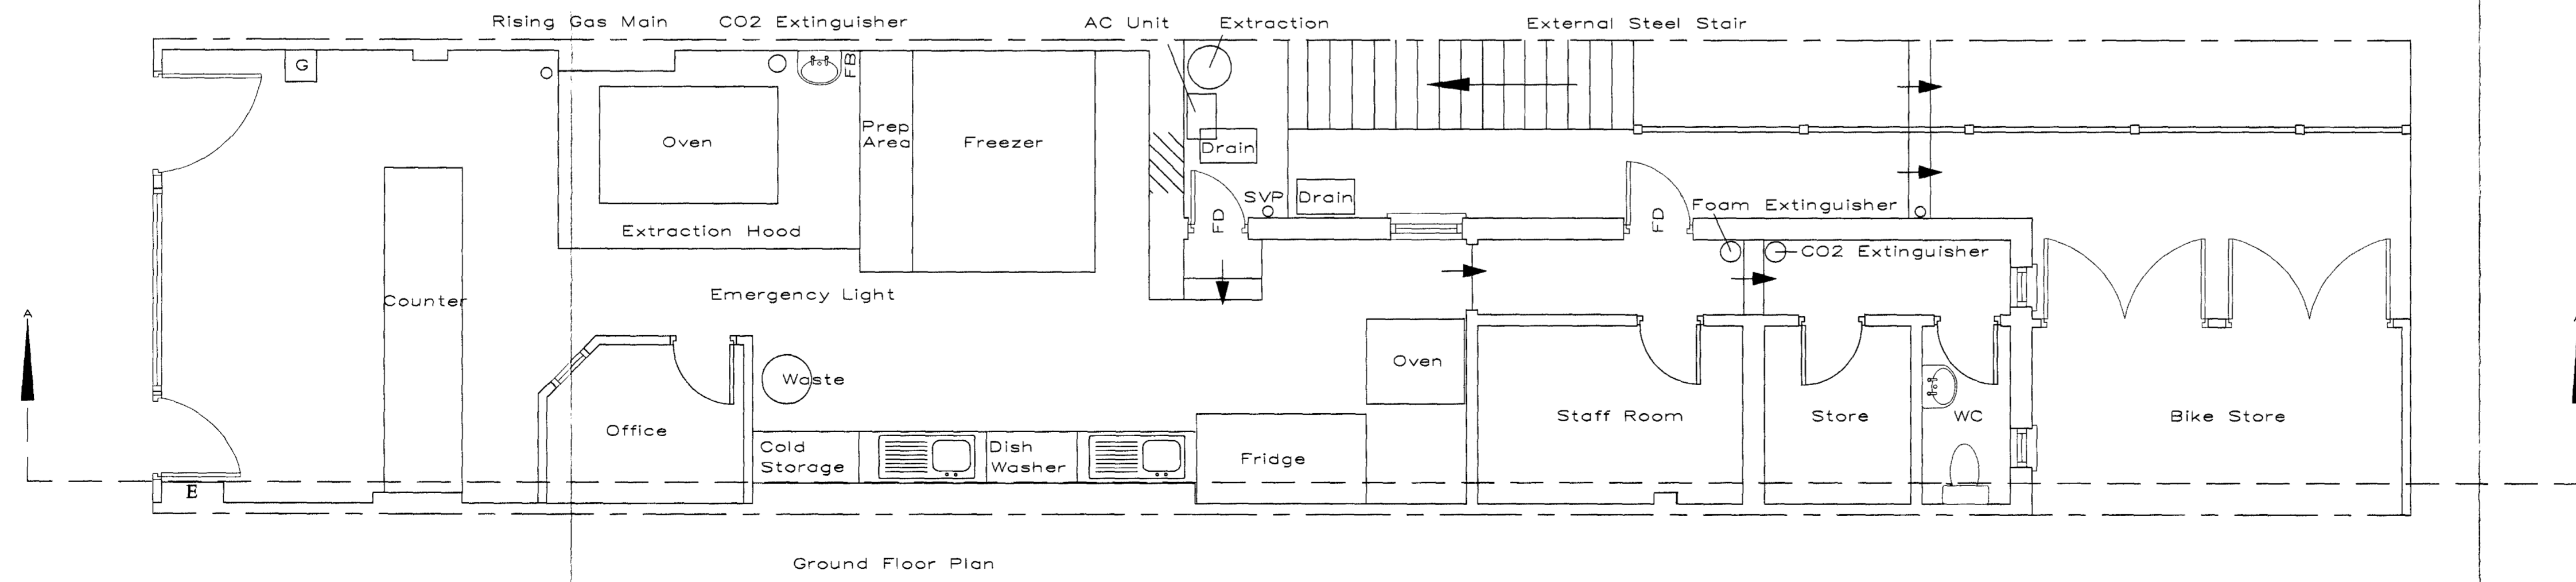 Rising Gas Main
CO2 Extinguisher
AC Unit
Extraction
External Steel Stair
G
FB
Oven
Prep
Area
Freezer
Drain
SVP
Drain
FD
FD
Foam Extinguisher
Extraction Hood
CO2 Extinguisher
Emergency Light
Counter
A
Waste
Oven
Office
Cold
Storage
Dish
Washer
Fridge
Staff Room
Store
WC
Bike Store
E
Ground Floor Plan